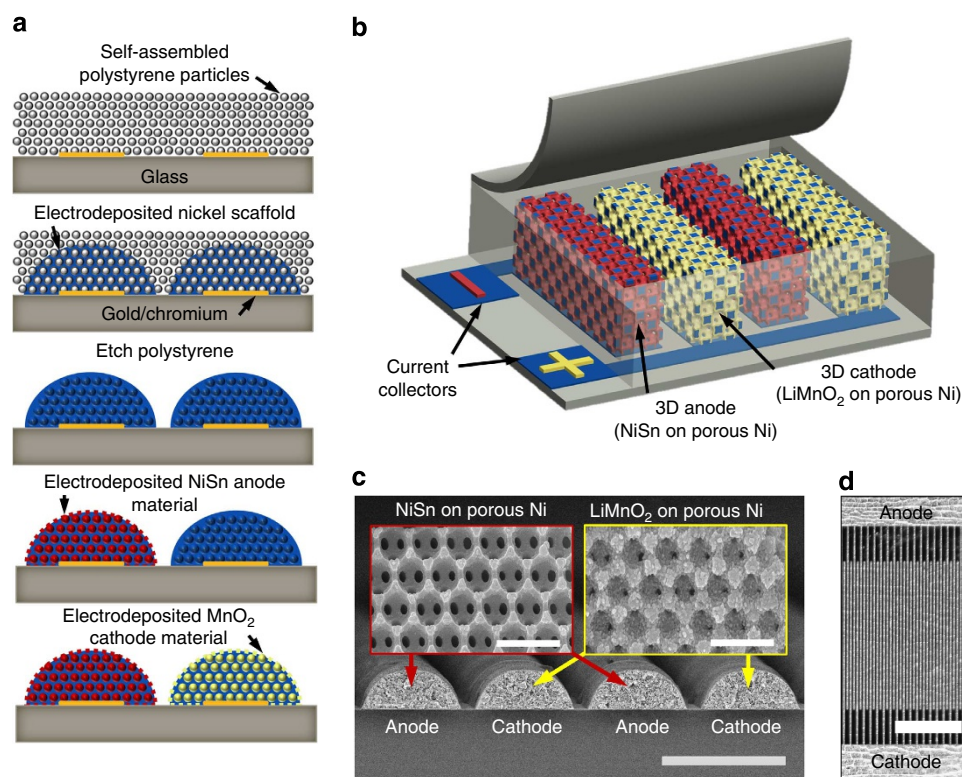 a
Self-assembled
polystyrene particles
Glass
Electrodeposited nickel scaffold
Gold/chromium
Etch polystyrene
Electrodeposited NiSn anode
material
Electrodeposited MnO₂
cathode material
b
Current
collectors
3D anode
(NiSn on porous Ni)
3D cathode
(LiMnO₂ on porous Ni)
c
NiSn on porous Ni
LiMnO₂ on porous Ni
Anode
Cathode
Anode
Cathode
d
Anode
Cathode